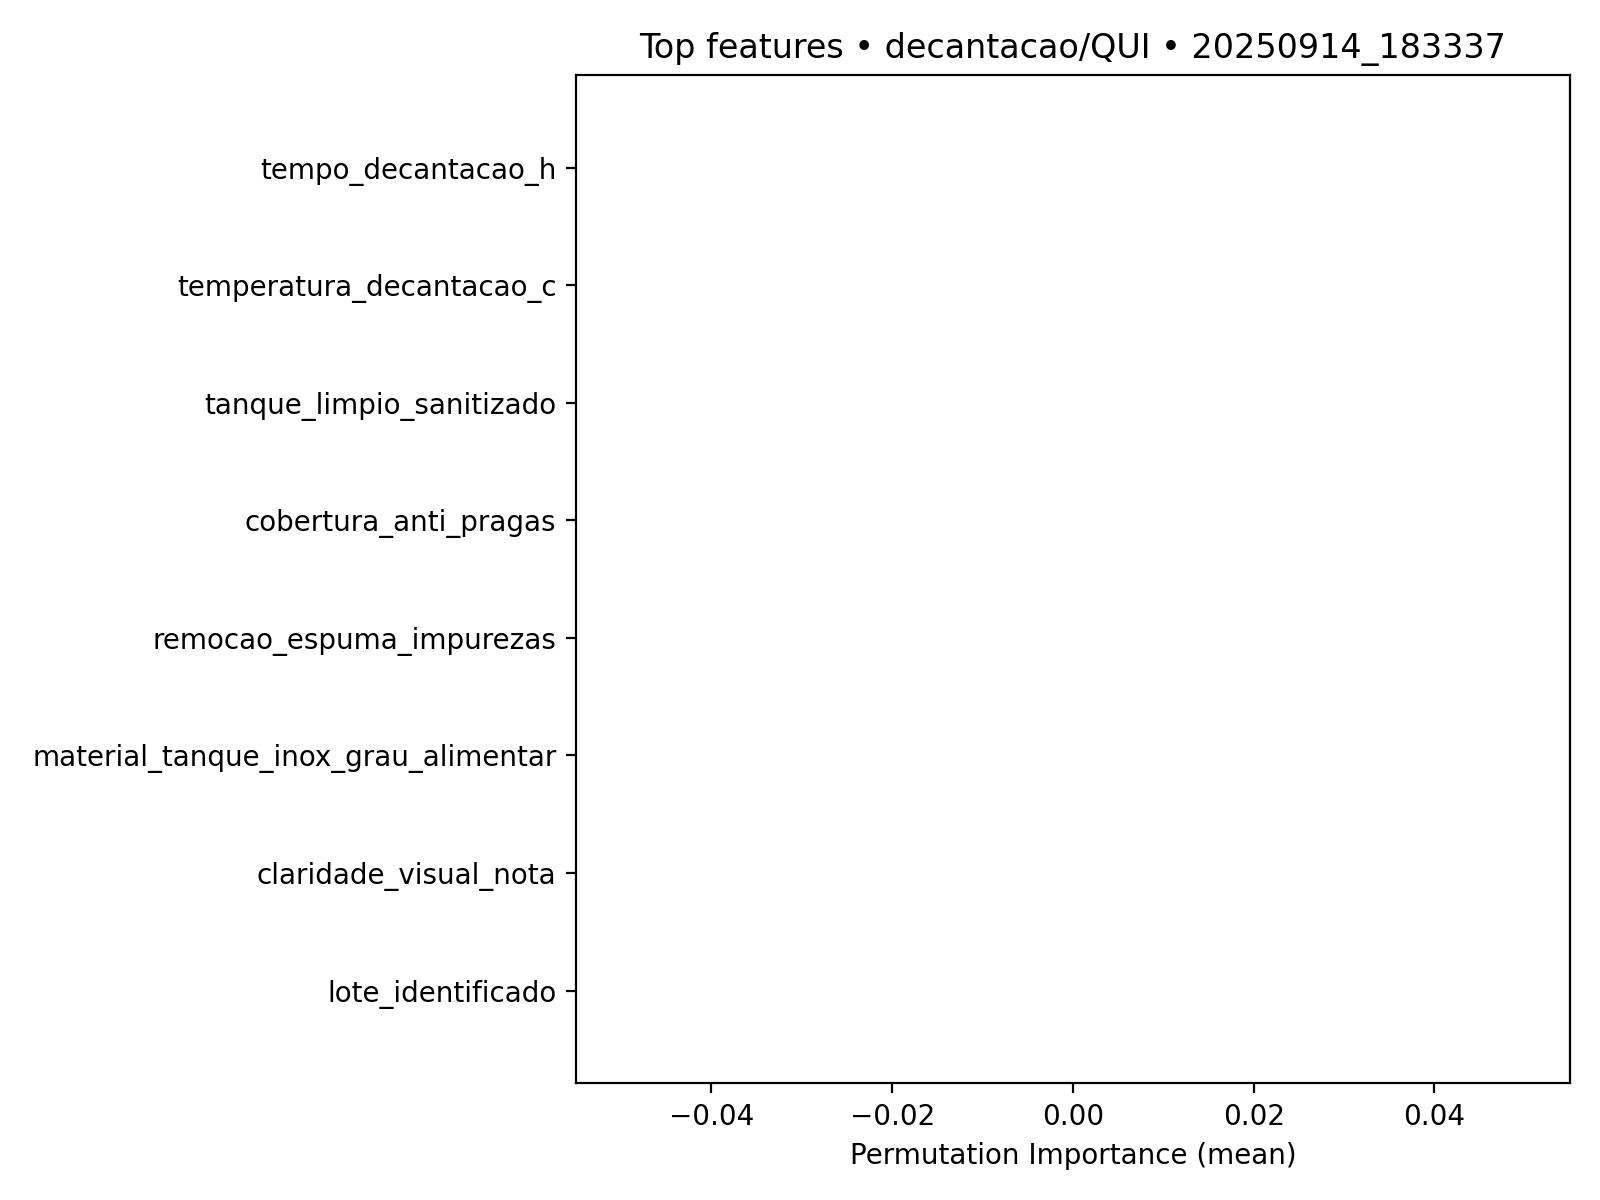 Top features • decantacao/QUI • 20250914_183337
tempo_decantacao_h
temperatura_decantacao_c
tanque_limpio_sanitizado
cobertura_anti_pragas
remocao_espuma_impurezas
material_tanque_inox_grau_alimentar
claridade_visual_nota
lote_identificado
−0.04 −0.02 0.00 0.02 0.04
Permutation Importance (mean)